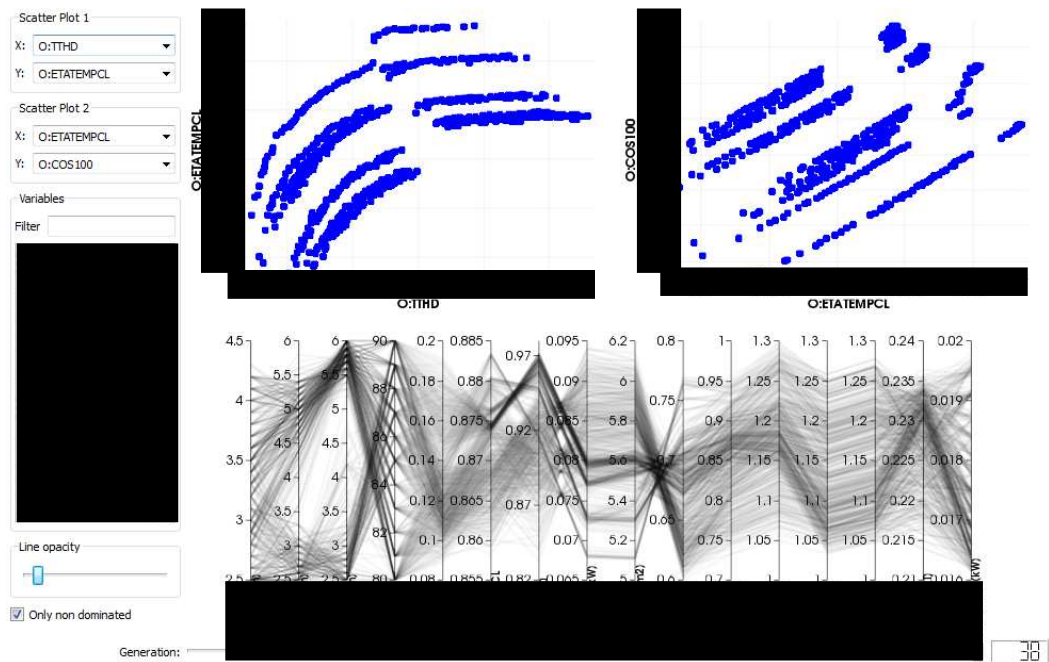 Scatter Plot 1
X: O:TTHD
Y: O:ETATEMPCL
Scatter Plot 2
X: O:ETATEMPCL
Y: O:COS100
Variables
Filter
Line opacity
Only non dominated
Generation:
O:ETATEMPCL
O:TTHD
O:COS100
O:ETATEMPCL
4.5 6 6 90 0.2 0.885 0.97 0.095 6.2 0.8 1 1.3 1.3 1.3 0.24 0.02
5.5 5.5 88 0.18 0.88 0.09 6 0.75 0.95 1.25 1.25 1.25 0.235 0.019
4 5 5 0.16 0.875 0.92 0.085 5.8 0.9 1.2 1.2 1.2 0.23
4.5 4.5 86
3.5 4 4 84 0.14 0.87 0.08 5.6 0.7 0.85 1.15 1.15 1.15 0.225 0.018
3.5 3.5 0.12 0.865 0.87 0.075 5.4 0.8 1.1 1.1 1.1 0.22
3 3 3 82 0.1 0.86 0.07 5.2 0.65 0.75 1.05 1.05 1.05 0.215 0.017
2.5 2.5 2.5 80 0.08 0.855 0.82 0.065 5 0.6 0.7 1 1 1 0.21 0.016
38